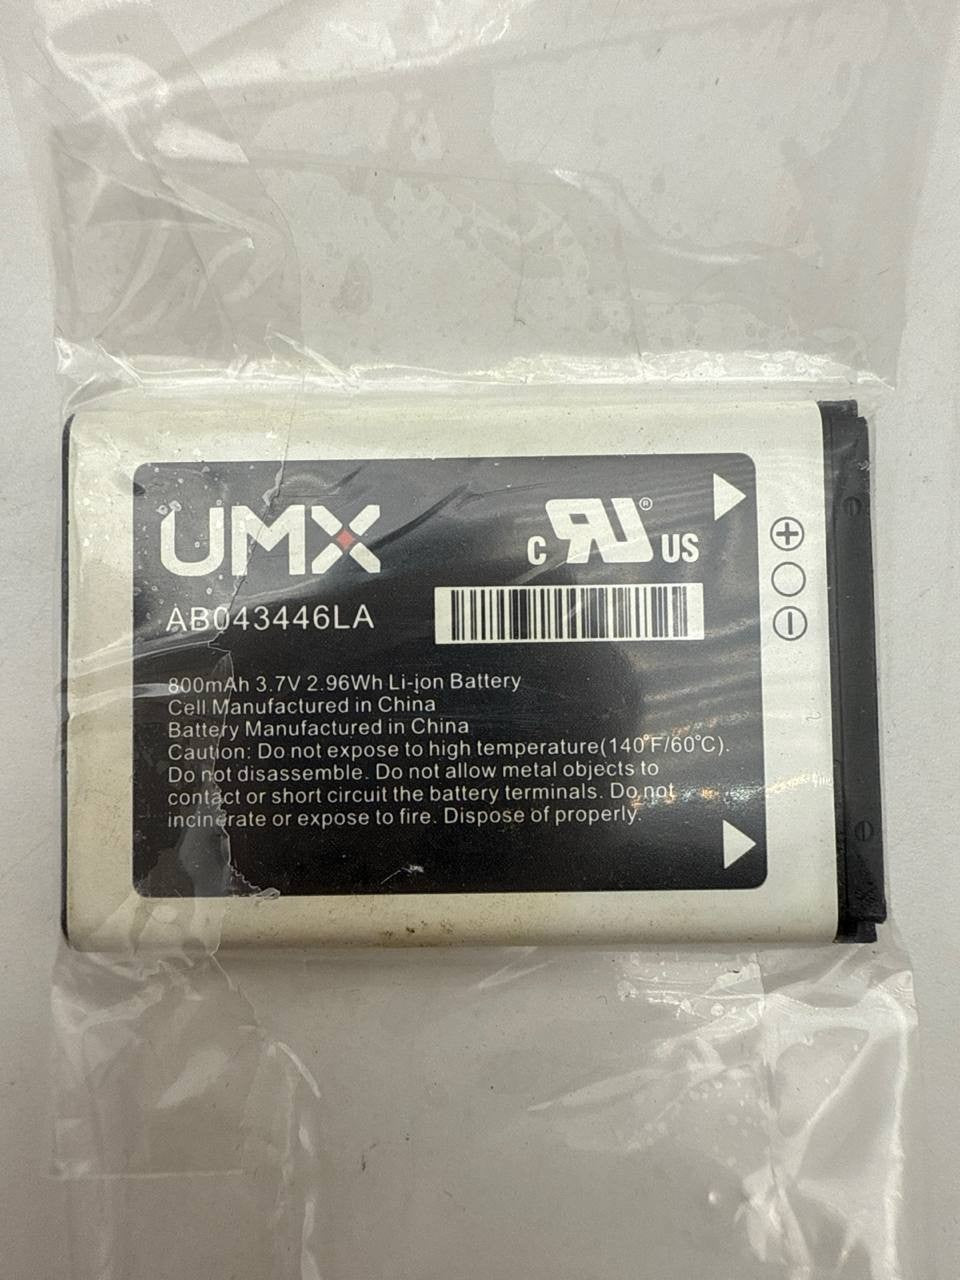 UMX
C RU® US
AB043446LA
800mAh 3.7V 2.96Wh Li-ion Battery
Cell Manufactured in China
Battery Manufactured in China
Caution: Do not expose to high temperature(140°F/60°C).
Do not disassemble. Do not allow metal objects to
contact or short circuit the battery terminals. Do not
incinerate or expose to fire. Dispose of properly.
+
-